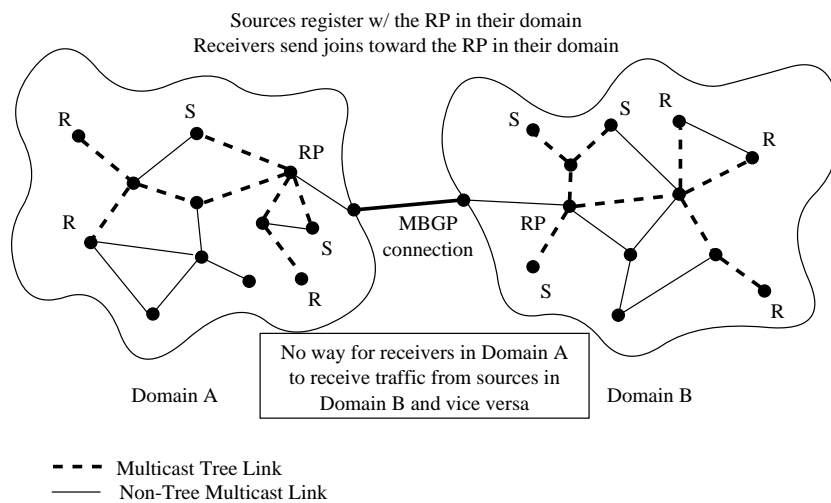 Sources register w/ the RP in their domain
Receivers send joins toward the RP in their domain
R
S
RP
R
S
R
MBGP
connection
S
S
R
R
RP
S
R
No way for receivers in Domain A
to receive traffic from sources in
Domain B and vice versa
Domain A
Domain B
Multicast Tree Link
Non-Tree Multicast Link